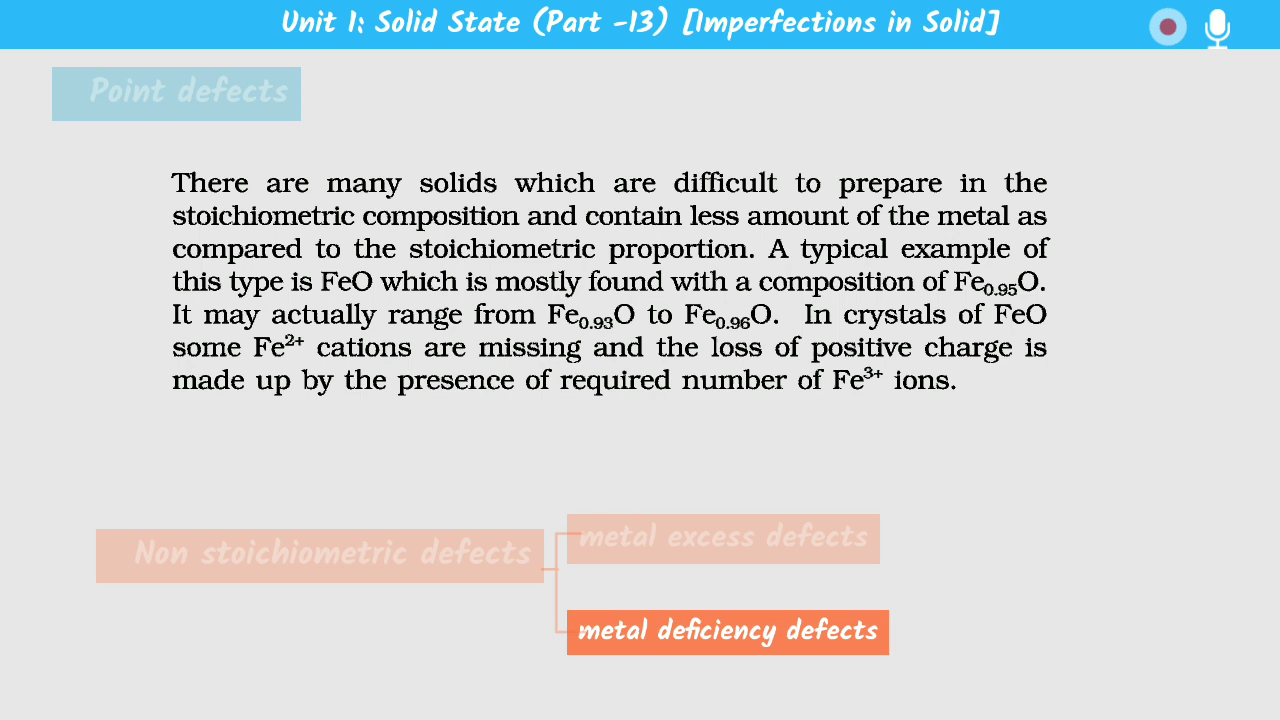 Unit 1: Solid State (Part -13) [Imperfections in Solid]
Point defects
There are many solids which are difficult to prepare in the
stoichiometric composition and contain less amount of the metal as
compared to the stoichiometric proportion. A typical example of
this type is FeO which is mostly found with a composition of Fe₀.₉₅O.
It may actually range from Fe₀.₉₃O to Fe₀.₉₆O. In crystals of FeO
some Fe²⁺ cations are missing and the loss of positive charge is
made up by the presence of required number of Fe³⁺ ions.
metal excess defects
Non stoichiometric defects
metal deficiency defects